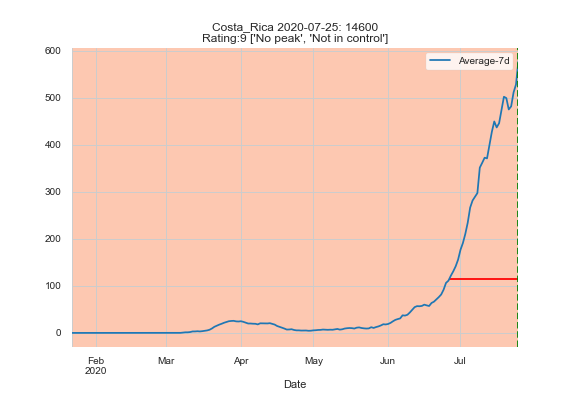 Costa_Rica 2020-07-25: 14600
Rating:9 ['No peak', 'Not in control']
Average-7d
600
500
400
300
200
100
0
Feb
2020
Mar
Apr
May
Jun
Jul
Date